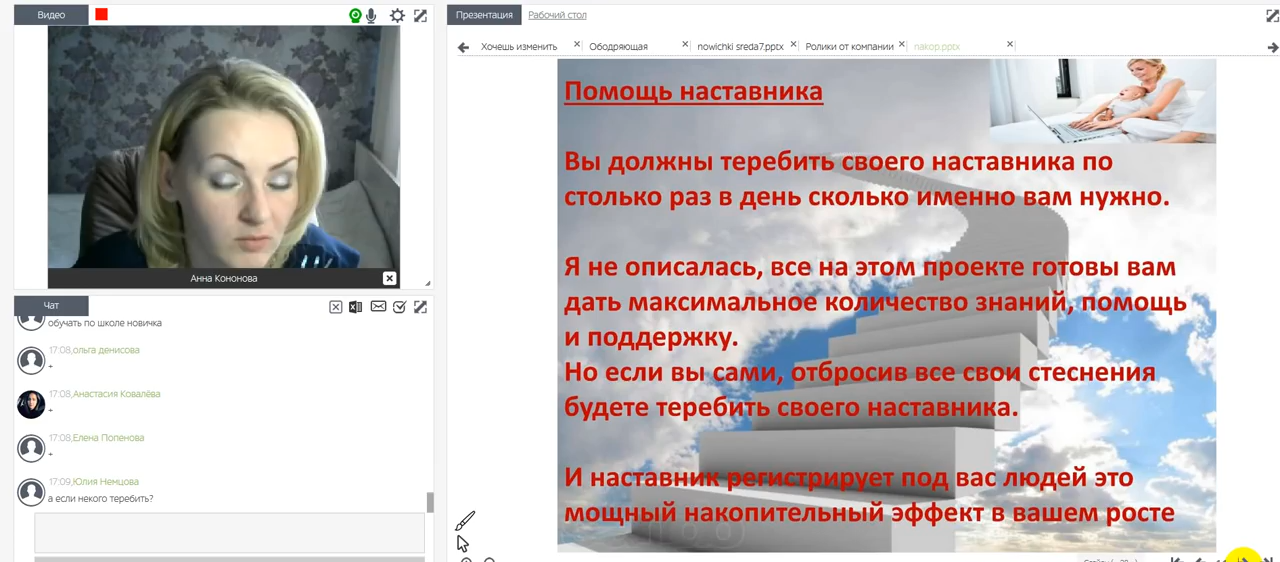 Видео
Анна Кононова
Чат
обучать по школе новичка
17:08,ольга денисова
+
17:08,Анастасия Ковалёва
+
17:08,Елена Попенова
+
17:09,Юлия Немцова
а если некого теребить?
Презентация Рабочий стол
Хочешь изменить
Ободряющая
nowichki sreda7.pptx
Ролики от компании
nakop.pptx
Помощь наставника
Вы должны теребить своего наставника по
столько раз в день сколько именно вам нужно.
Я не описалась, все на этом проекте готовы вам
дать максимальное количество знаний, помощь
и поддержку.
Но если вы сами, отбросив все свои стеснения
будете теребить своего наставника.
И наставник регистрирует под вас людей это
мощный накопительный эффект в вашем росте